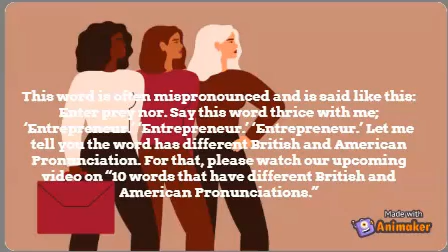 This word is often mispronounced and is said like this:
Enter prey nor. Say this word thrice with me;
‘Entrepreneur.’ ‘Entrepreneur.’ ‘Entrepreneur.’ Let me
tell you the word has different British and American
Pronunciation. For that, please watch our upcoming
video on “10 words that have different British and
American Pronunciations.”
Made with
Animaker